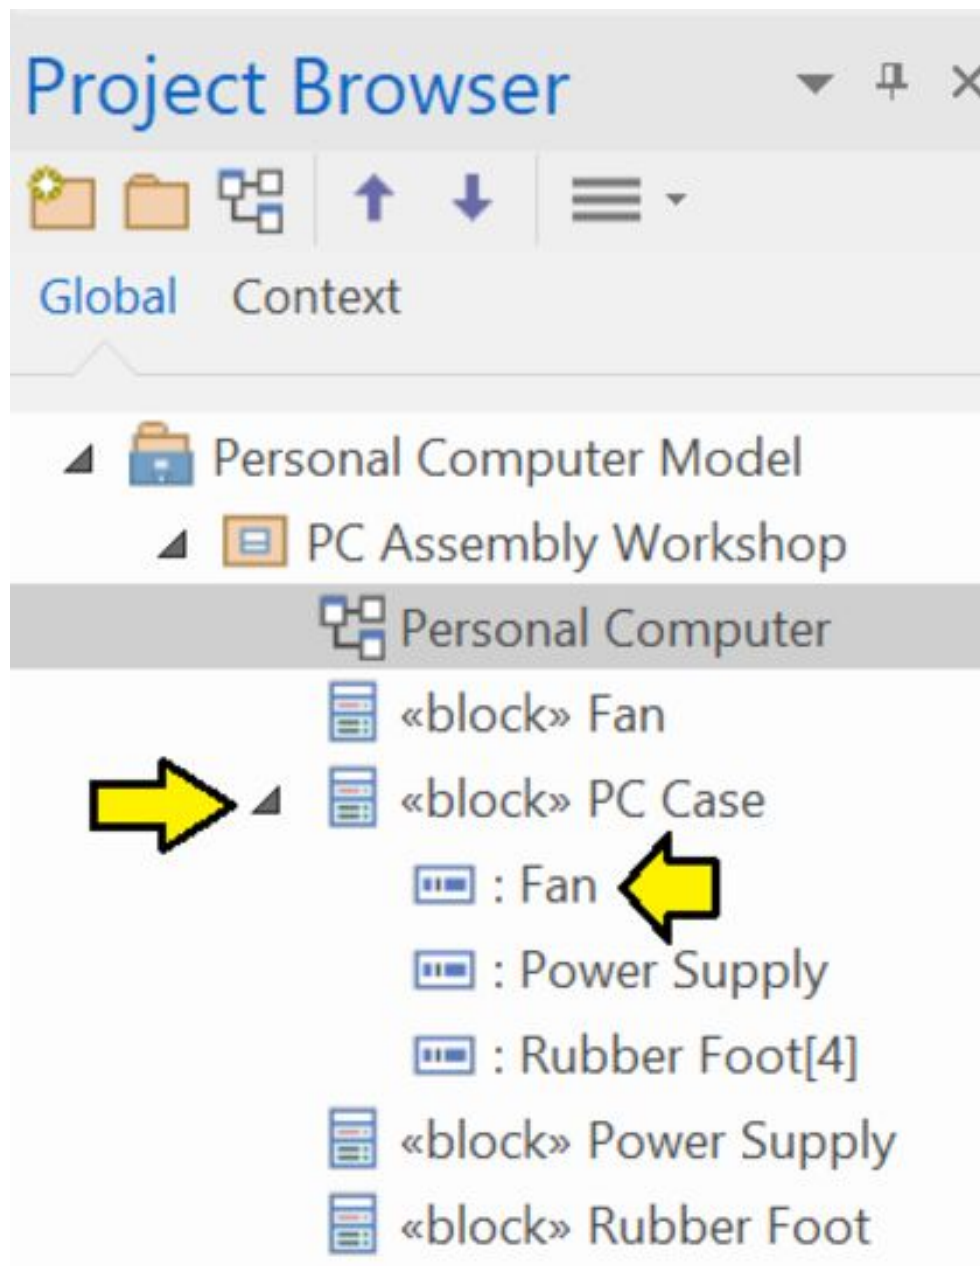 Project Browser
Global Context
Personal Computer Model
PC Assembly Workshop
Personal Computer
«block» Fan
«block» PC Case
: Fan
: Power Supply
: Rubber Foot[4]
«block» Power Supply
«block» Rubber Foot